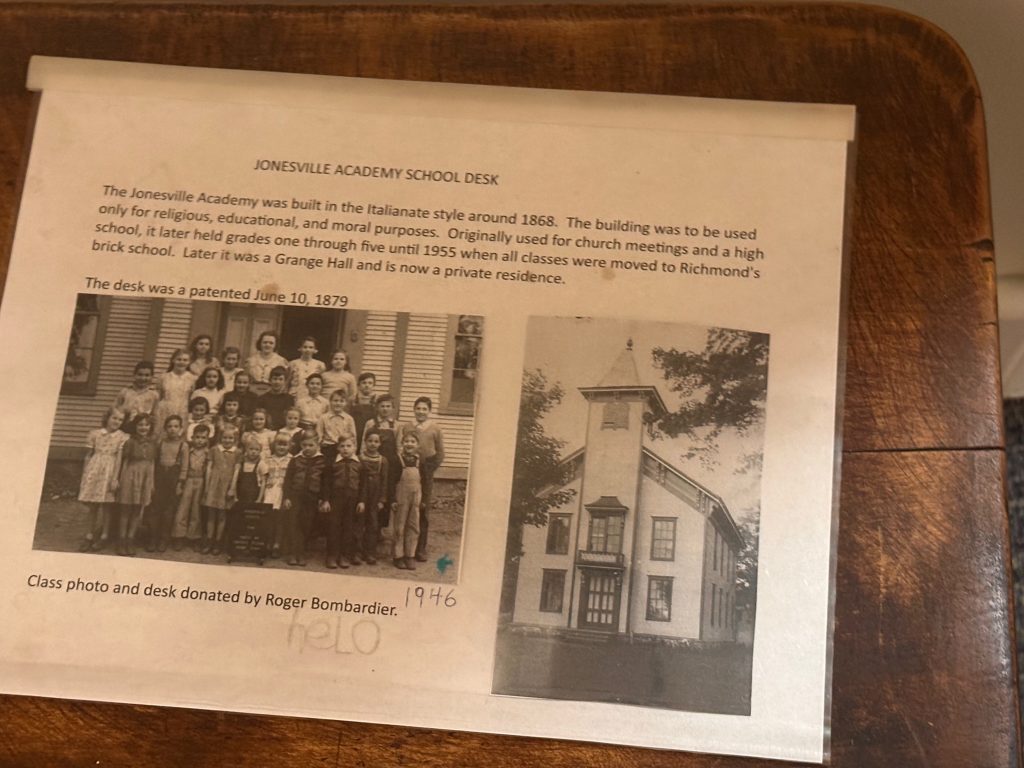 JONESVILLE ACADEMY SCHOOL DESK
The Jonesville Academy was built in the Italianate style around 1868. The building was to be used
only for religious, educational, and moral purposes. Originally used for church meetings and a high
school, it later held grades one through five until 1955 when all classes were moved to Richmond's
brick school. Later it was a Grange Hall and is now a private residence.
The desk was a patented June 10, 1879
Class photo and desk donated by Roger Bombardier. 1946
heLO